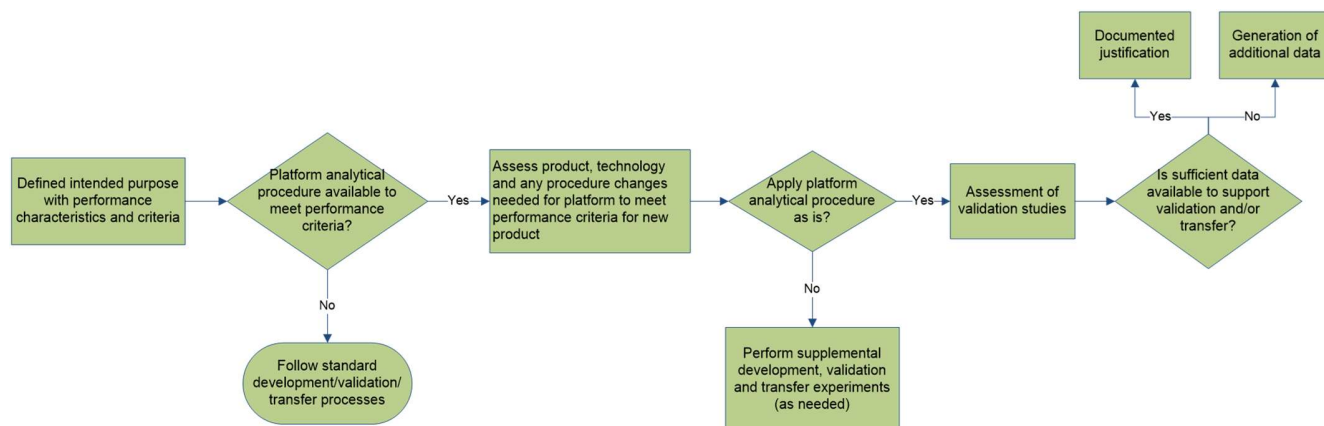 Defined intended purpose
with performance
characteristics and criteria
Platform analytical
procedure available to
meet performance
criteria?
Yes
No
Follow standard
development/validation/
transfer processes
Assess product, technology
and any procedure changes
needed for platform to meet
performance criteria for new
product
Apply platform
analytical procedure
as is?
Yes
No
Perform supplemental
development, validation
and transfer experiments
(as needed)
Assessment of
validation studies
Is sufficient data
available to support
validation and/or
transfer?
Yes
No
Documented
justification
Generation of
additional data